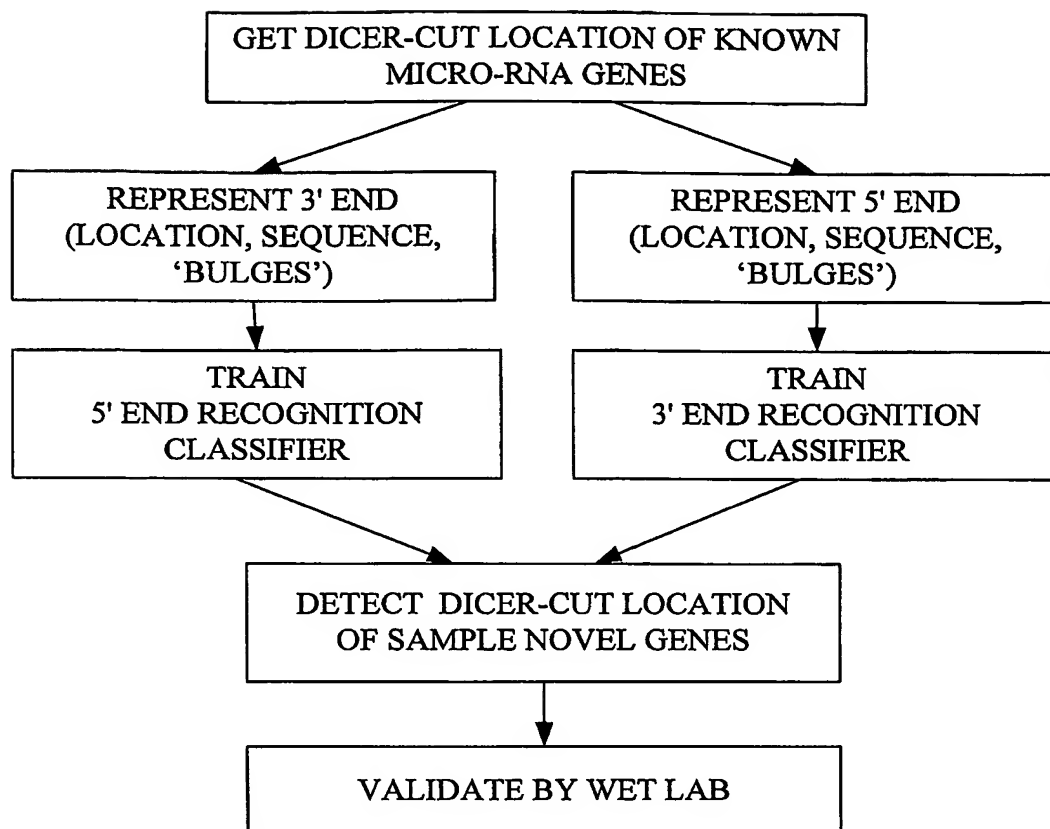 GET DICER-CUT LOCATION OF KNOWN
MICRO-RNA GENES
REPRESENT 3' END
(LOCATION, SEQUENCE,
‘BULGES’)
REPRESENT 5' END
(LOCATION, SEQUENCE,
‘BULGES’)
TRAIN
5' END RECOGNITION
CLASSIFIER
TRAIN
3' END RECOGNITION
CLASSIFIER
DETECT DICER-CUT LOCATION
OF SAMPLE NOVEL GENES
VALIDATE BY WET LAB